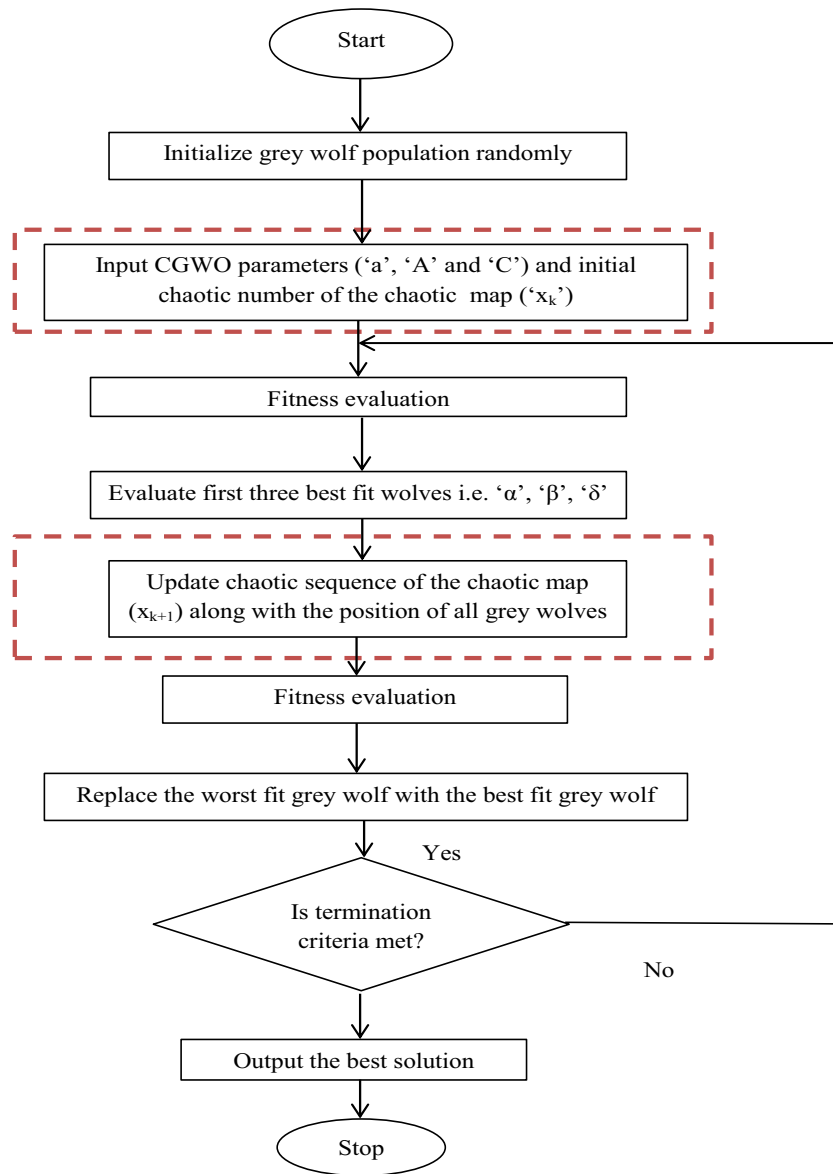 Start
Initialize grey wolf population randomly
Input CGWO parameters (‘a’, ‘A’ and ‘C’) and initial
chaotic number of the chaotic map (‘xₖ’)
Fitness evaluation
Evaluate first three best fit wolves i.e. ‘α’, ‘β’, ‘δ’
Update chaotic sequence of the chaotic map
(xₖ₊₁) along with the position of all grey wolves
Fitness evaluation
Replace the worst fit grey wolf with the best fit grey wolf
Yes
Is termination
criteria met?
No
Output the best solution
Stop